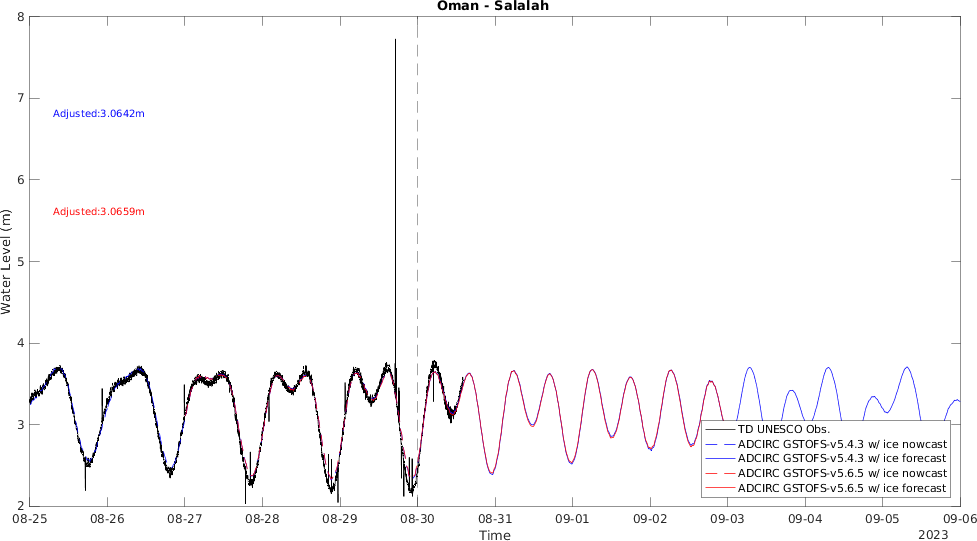 Oman - Salalah
8
7
6
5
4
3
2
Water Level (m)
Adjusted:3.0642m
Adjusted:3.0659m
TD UNESCO Obs.
ADCIRC GSTOFS-v5.4.3 w/ ice nowcast
ADCIRC GSTOFS-v5.4.3 w/ ice forecast
ADCIRC GSTOFS-v5.6.5 w/ ice nowcast
ADCIRC GSTOFS-v5.6.5 w/ ice forecast
08-25 08-26 08-27 08-28 08-29 08-30 08-31 09-01 09-02 09-03 09-04 09-05 09-06
Time
2023